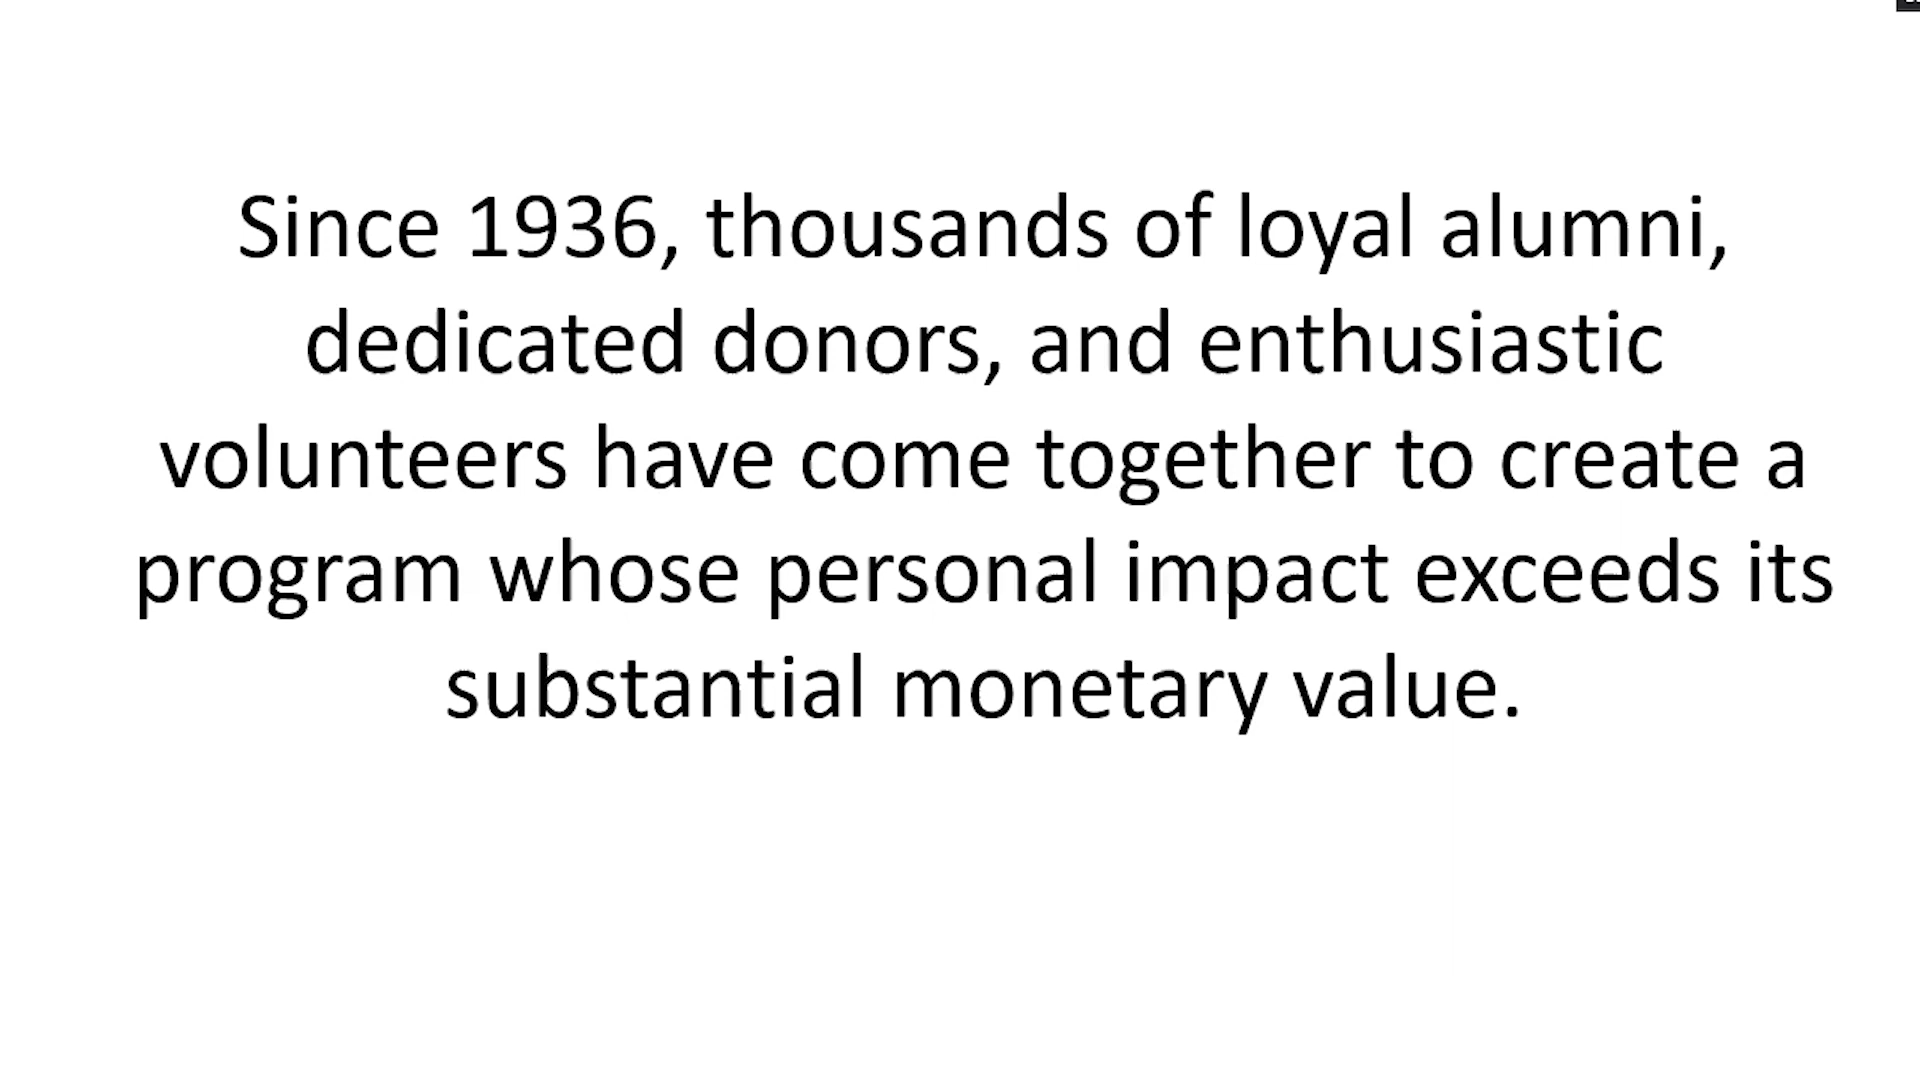 Since 1936, thousands of loyal alumni,
dedicated donors, and enthusiastic
volunteers have come together to create a
program whose personal impact exceeds its
substantial monetary value.